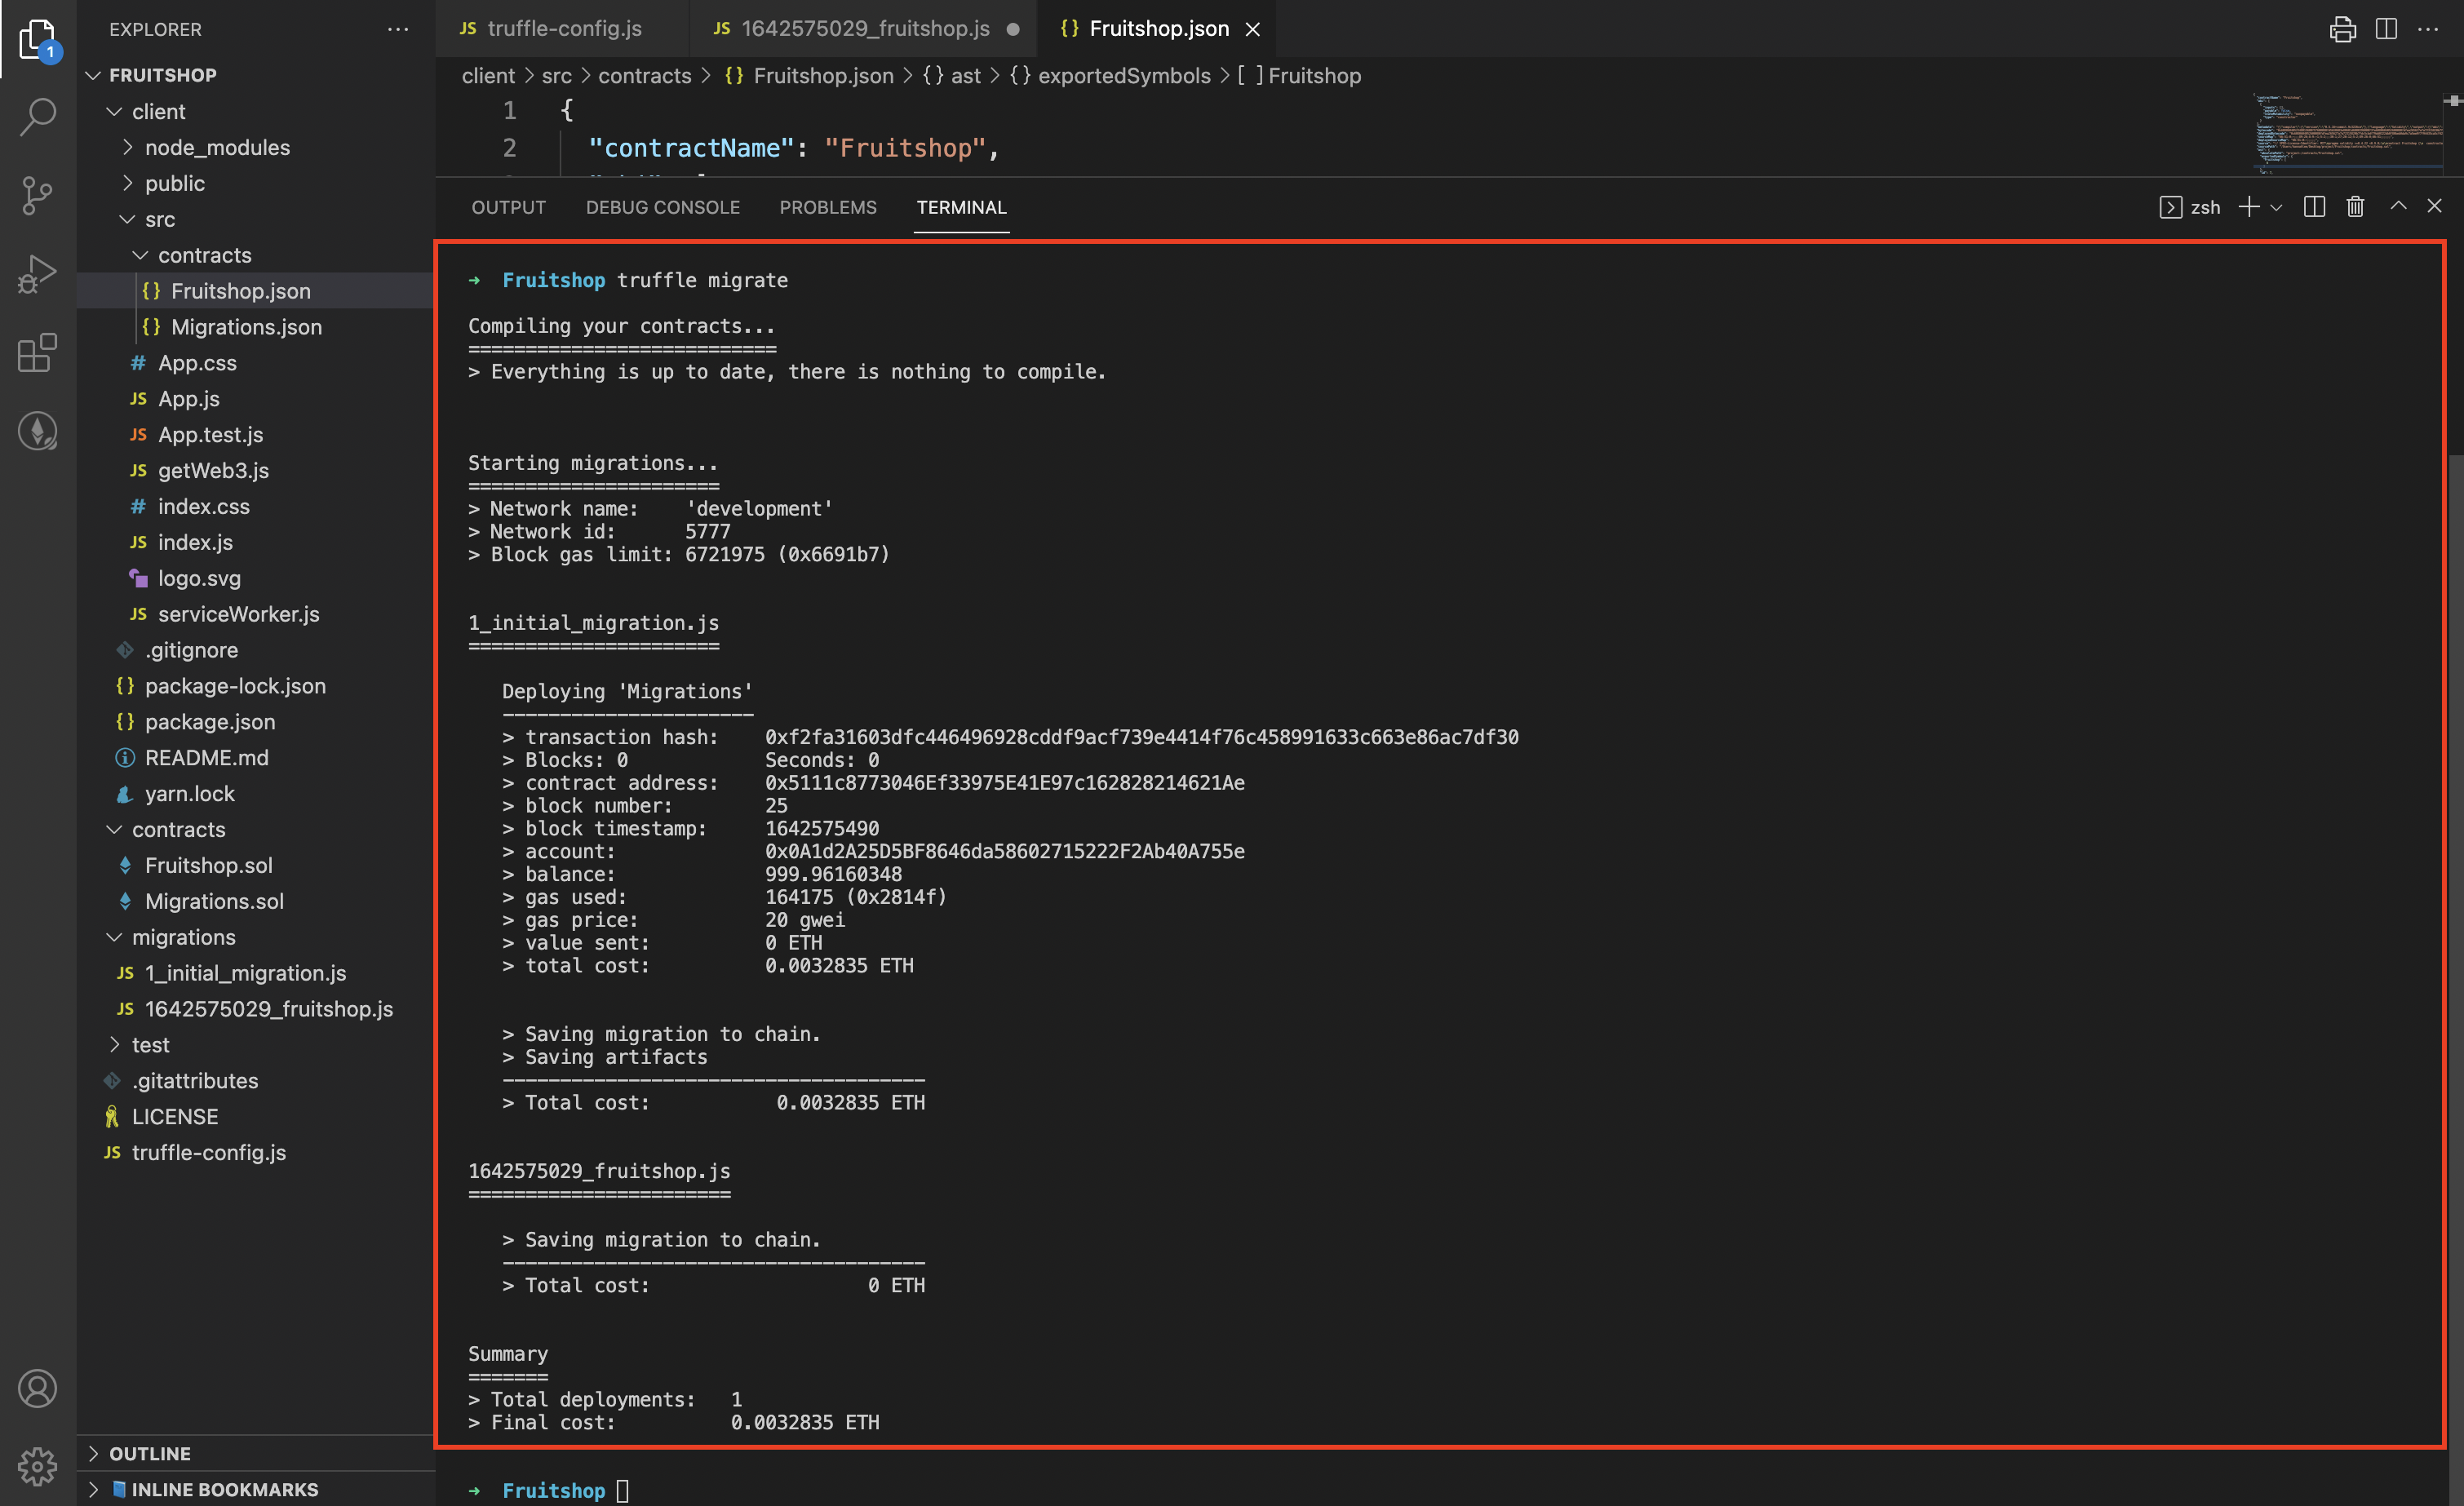 EXPLORER
FRUITSHOP
client
node_modules
public
src
contracts
{} Fruitshop.json
{} Migrations.json
# App.css
JS App.js
JS App.test.js
JS getWeb3.js
# index.css
JS index.js
logo.svg
JS serviceWorker.js
.gitignore
{} package-lock.json
{} package.json
README.md
yarn.lock
contracts
Fruitshop.sol
Migrations.sol
migrations
JS 1_initial_migration.js
JS 1642575029_fruitshop.js
test
.gitattributes
LICENSE
JS truffle-config.js
OUTLINE
INLINE BOOKMARKS
1
JS truffle-config.js
JS 1642575029_fruitshop.js
{} Fruitshop.json
client > src > contracts > {} Fruitshop.json > {} ast > {} exportedSymbols > [ ] Fruitshop
1 {
2 "contractName": "Fruitshop",
OUTPUT DEBUG CONSOLE PROBLEMS TERMINAL
zsh
→ Fruitshop truffle migrate
Compiling your contracts...
===========================
> Everything is up to date, there is nothing to compile.
Starting migrations...
======================
> Network name: 'development'
> Network id: 5777
> Block gas limit: 6721975 (0x6691b7)
1_initial_migration.js
======================
Deploying 'Migrations'
----------------------
> transaction hash: 0xf2fa31603dfc446496928cddf9acf739e4414f76c458991633c663e86ac7df30
> Blocks: 0 Seconds: 0
> contract address: 0x5111c8773046Ef33975E41E97c162828214621Ae
> block number: 25
> block timestamp: 1642575490
> account: 0x0A1d2A25D5BF8646da58602715222F2Ab40A755e
> balance: 999.96160348
> gas used: 164175 (0x2814f)
> gas price: 20 gwei
> value sent: 0 ETH
> total cost: 0.0032835 ETH
> Saving migration to chain.
> Saving artifacts
-------------------------------------
> Total cost: 0.0032835 ETH
1642575029_fruitshop.js
=======================
> Saving migration to chain.
-------------------------------------
> Total cost: 0 ETH
Summary
=======
> Total deployments: 1
> Final cost: 0.0032835 ETH
→ Fruitshop